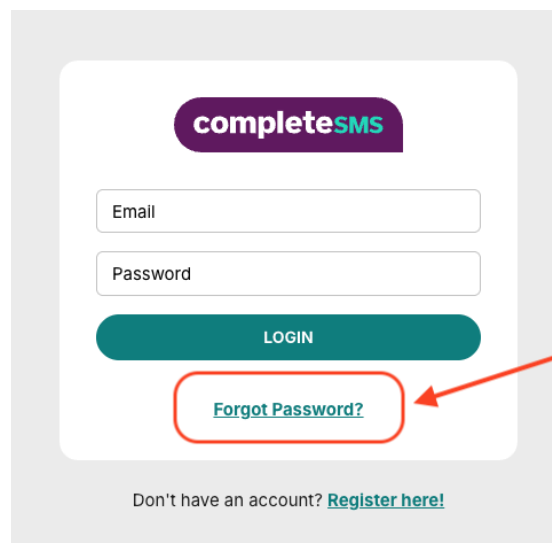 completeSMS
Email
Password
LOGIN
Forgot Password?
Don't have an account? Register here!